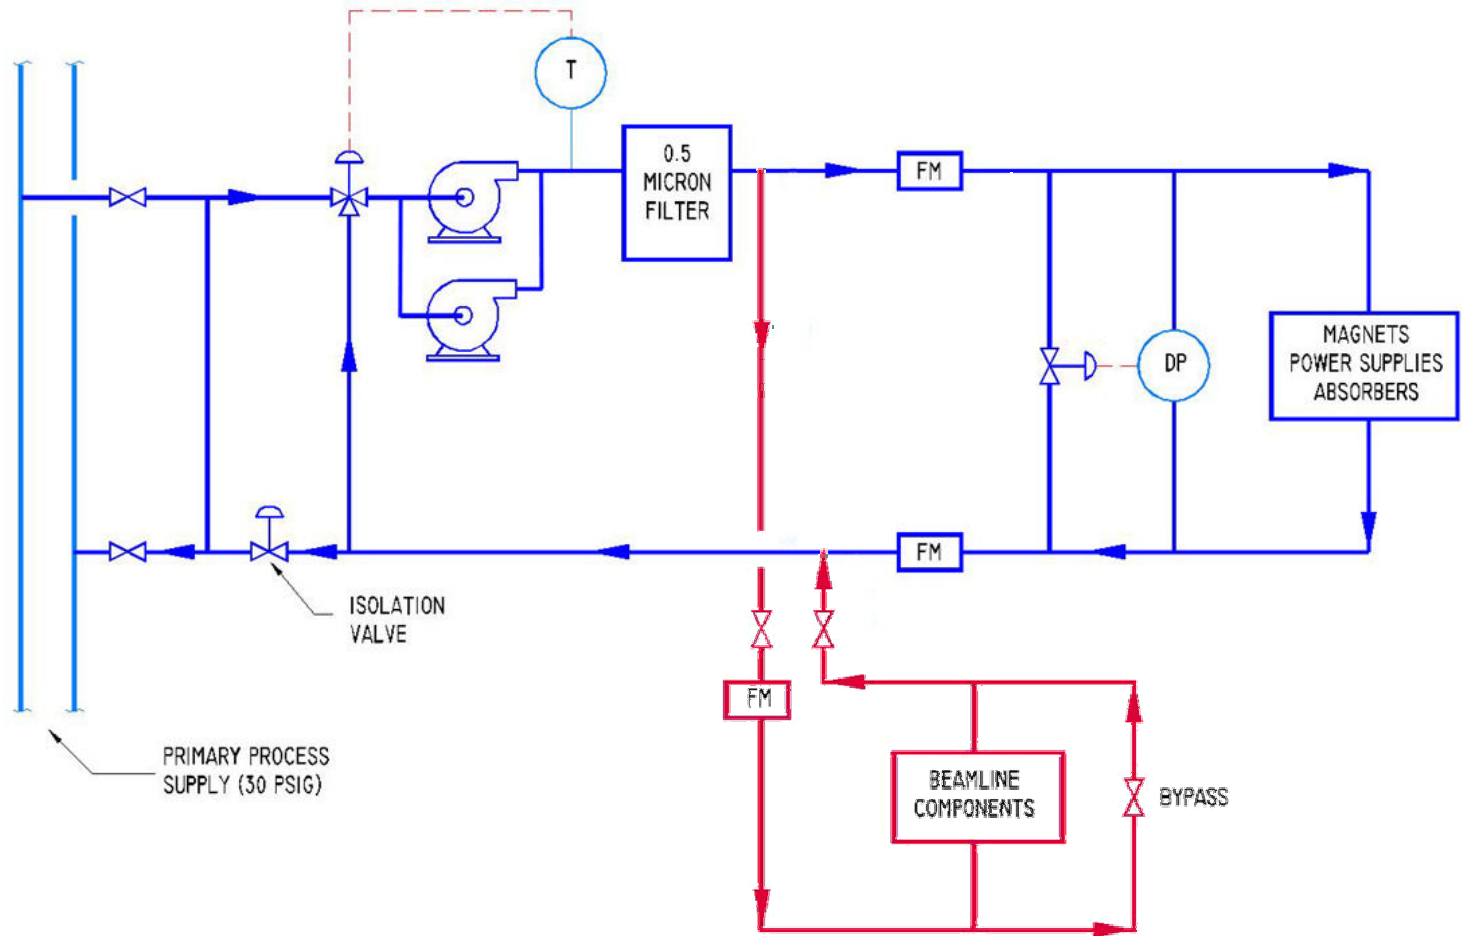 T
0.5
MICRON
FILTER
FM
MAGNETS
POWER SUPPLIES
ABSORBERS
DP
FM
ISOLATION
VALVE
FM
PRIMARY PROCESS
SUPPLY (30 PSIG)
BEAMLINE
COMPONENTS
BYPASS